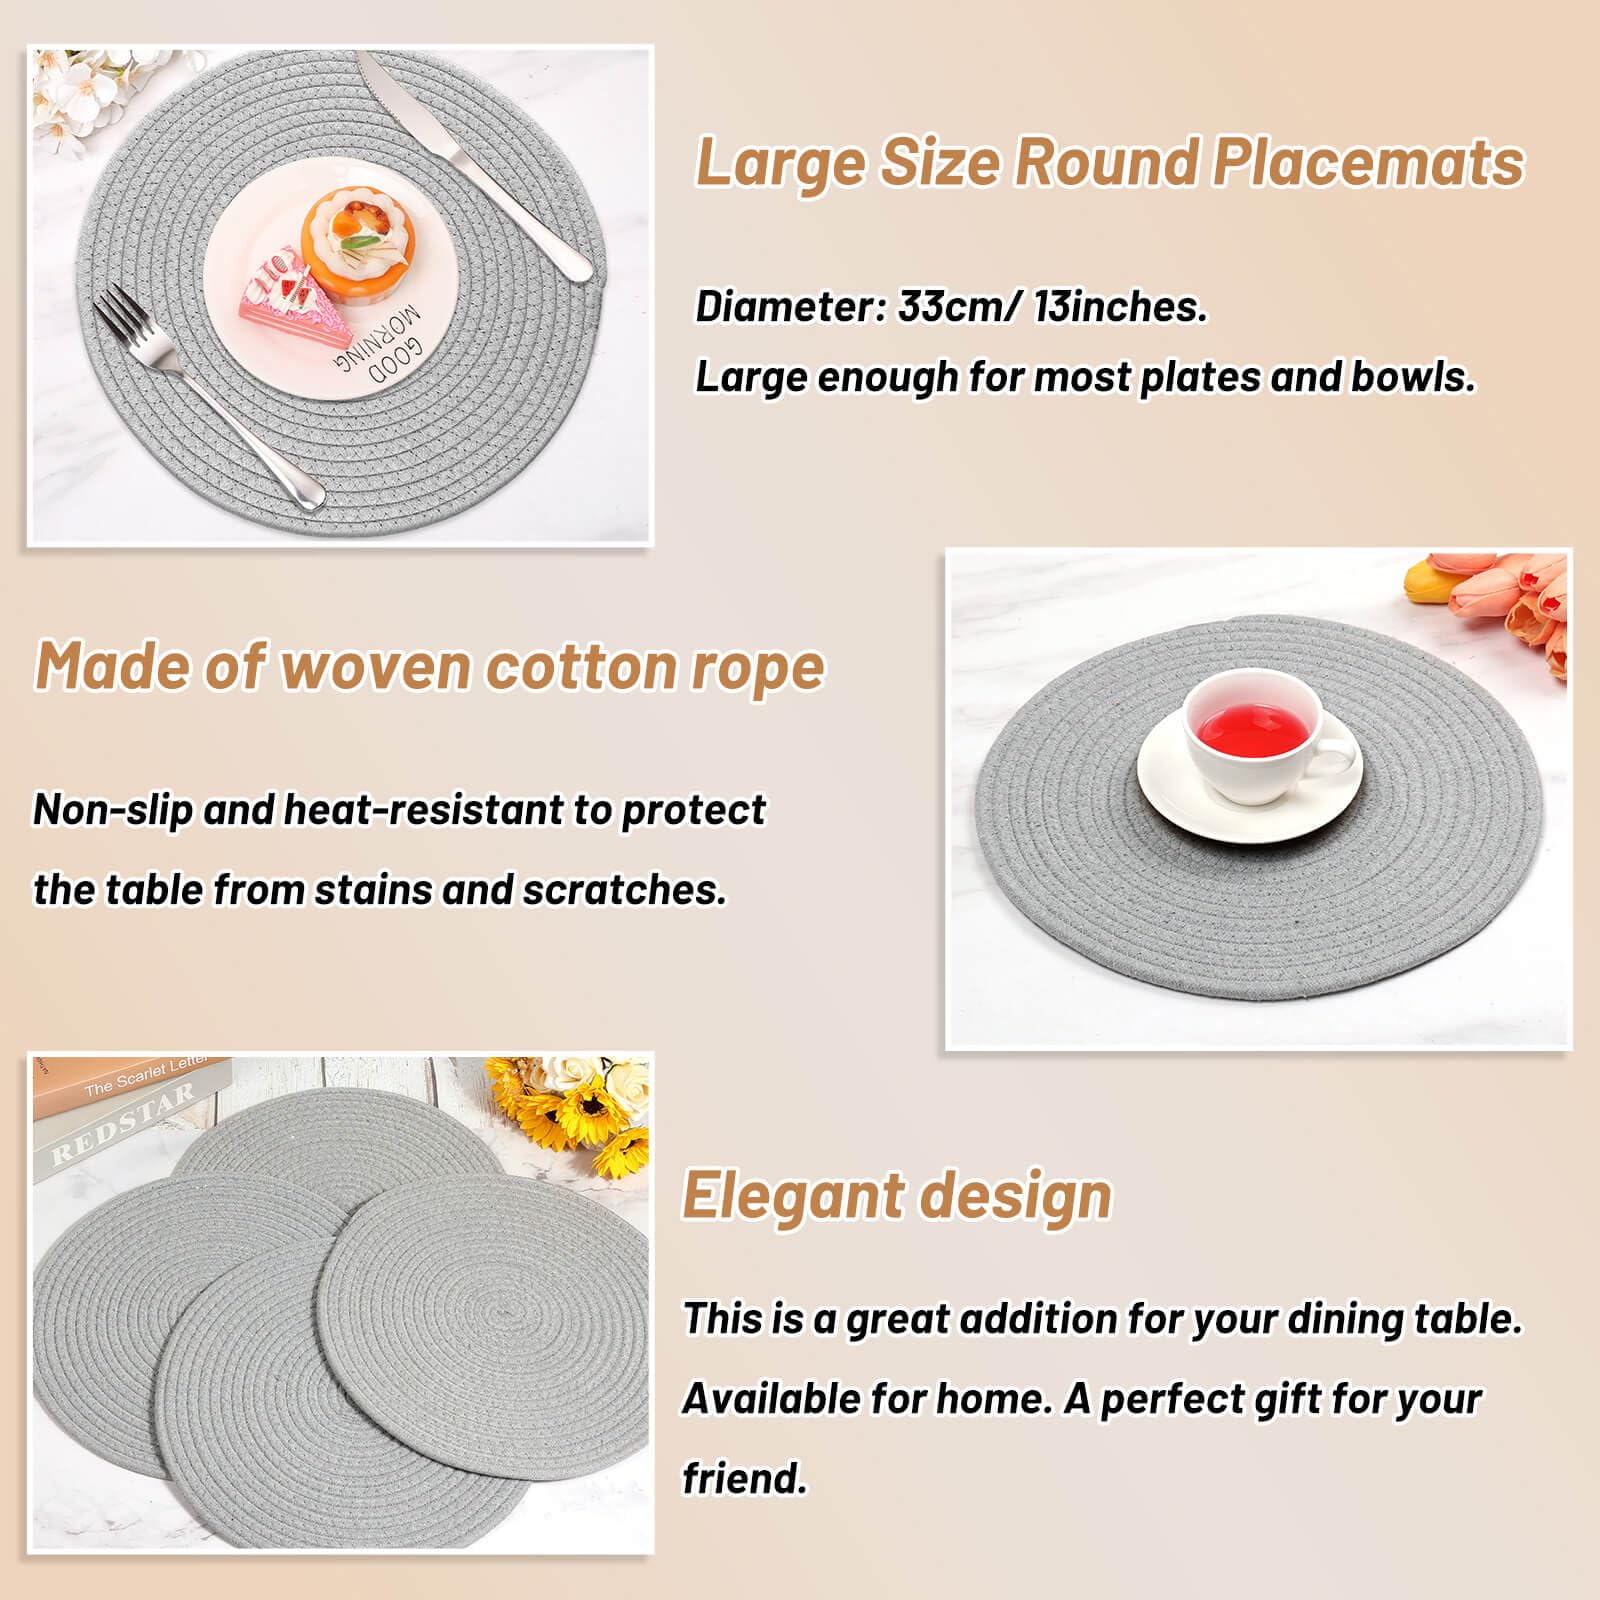 GOOD
MORNING
Large Size Round Placemats
Diameter: 33cm/ 13inches.
Large enough for most plates and bowls.
Made of woven cotton rope
Non-slip and heat-resistant to protect
the table from stains and scratches.
The Scarlet Letter
REDSTAR
Elegant design
This is a great addition for your dining table.
Available for home. A perfect gift for your
friend.